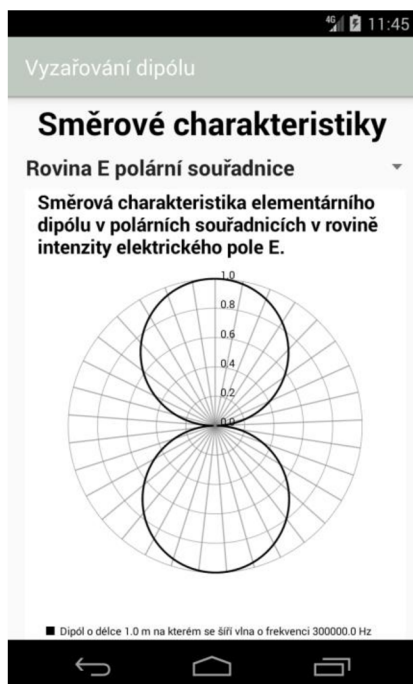 4G 11:45
Vyzařování dipólu
Směrové charakteristiky
Rovina E polární souřadnice
Směrová charakteristika elementárního
dipólu v polárních souřadnicích v rovině
intenzity elektrického pole E.
1.0
0.8
0.6
0.4
0.2
0.0
Dipól o délce 1.0 m na kterém se šíří vlna o frekvenci 300000.0 Hz